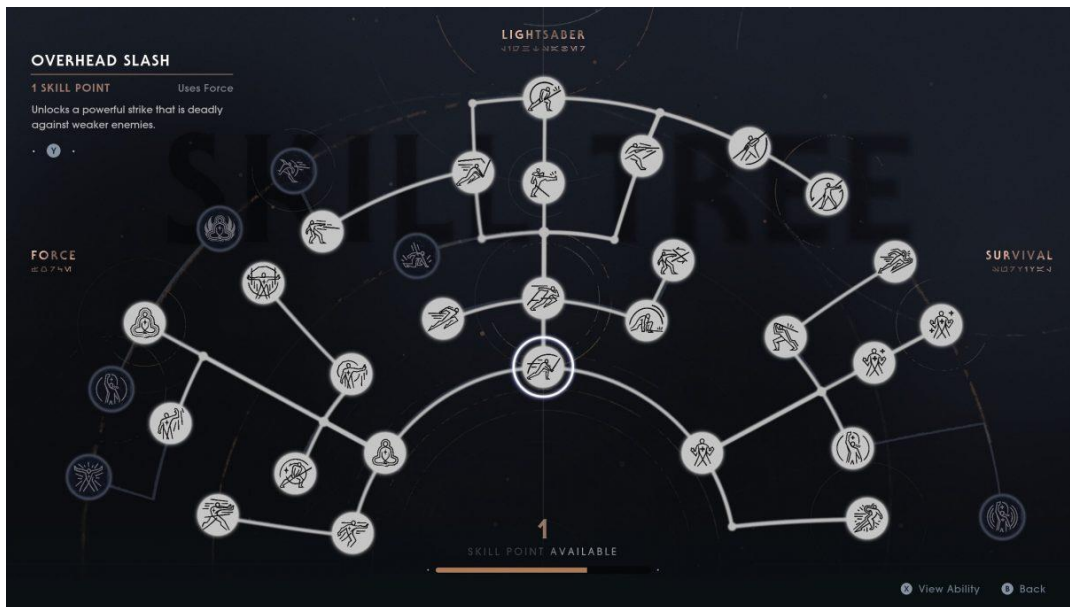 LIGHTSABER
OVERHEAD SLASH
1 SKILL POINT Uses Force
Unlocks a powerful strike that is deadly
against weaker enemies.
Y
SKILL TREE
FORCE
SURVIVAL
1
SKILL POINT AVAILABLE
X View Ability B Back